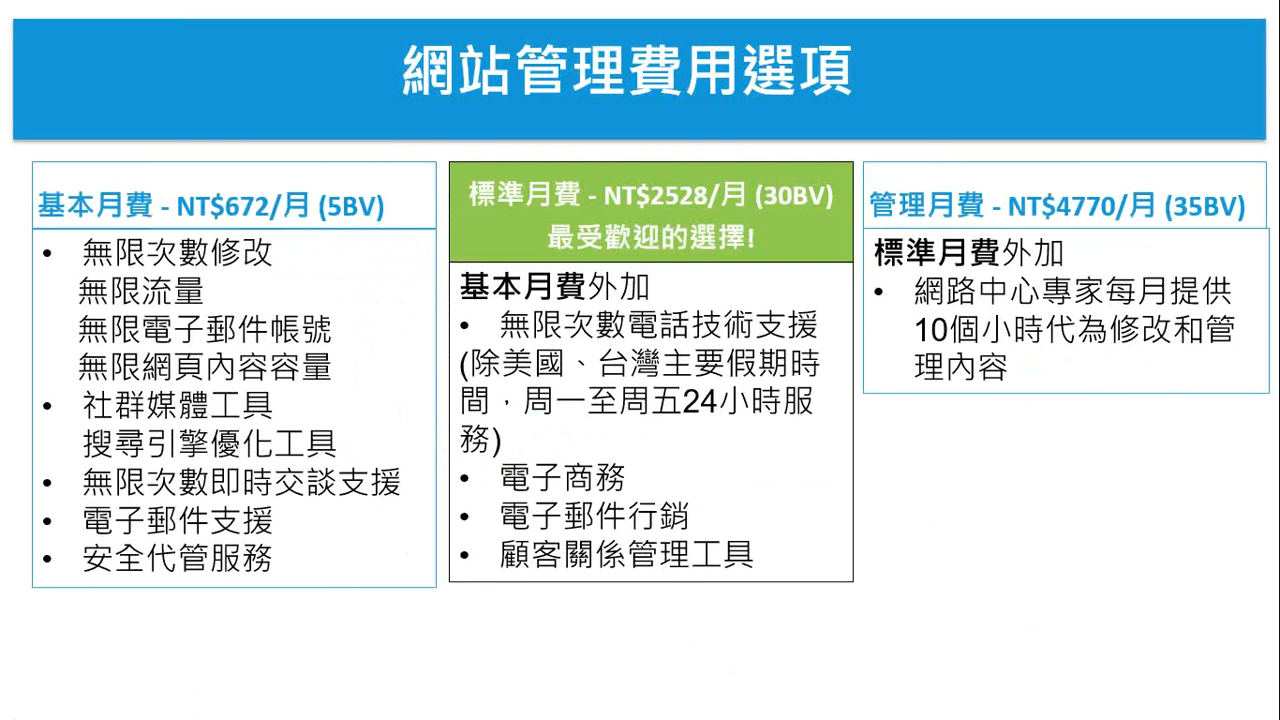 網站管理費用選項
基本月費 - NT$672/月 (5BV)
• 無限次數修改
無限流量
無限電子郵件帳號
無限網頁內容容量
• 社群媒體工具
搜尋引擎優化工具
• 無限次數即時交談支援
• 電子郵件支援
• 安全代管服務
標準月費 - NT$2528/月 (30BV)
最受歡迎的選擇!
基本月費外加
• 無限次數電話技術支援
(除美國、台灣主要假期時
間，周一至周五24小時服
務)
• 電子商務
• 電子郵件行銷
• 顧客關係管理工具
管理月費 - NT$4770/月 (35BV)
標準月費外加
• 網路中心專家每月提供
10個小時代為修改和管
理內容